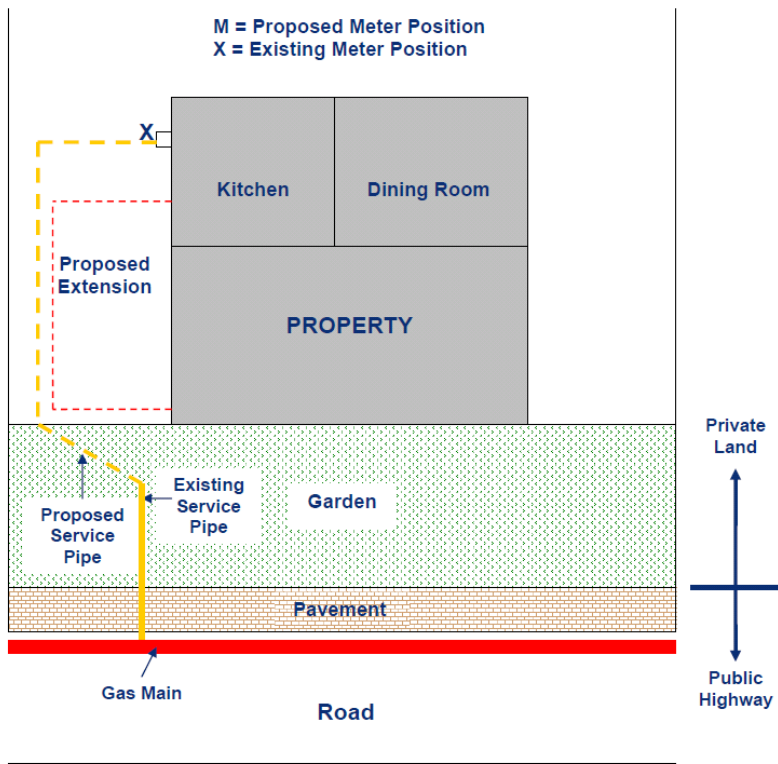 M = Proposed Meter Position
X = Existing Meter Position
X
Kitchen
Dining Room
Proposed
Extension
PROPERTY
Private
Land
Existing
Service
Pipe
Garden
Proposed
Service
Pipe
Pavement
Gas Main
Road
Public
Highway